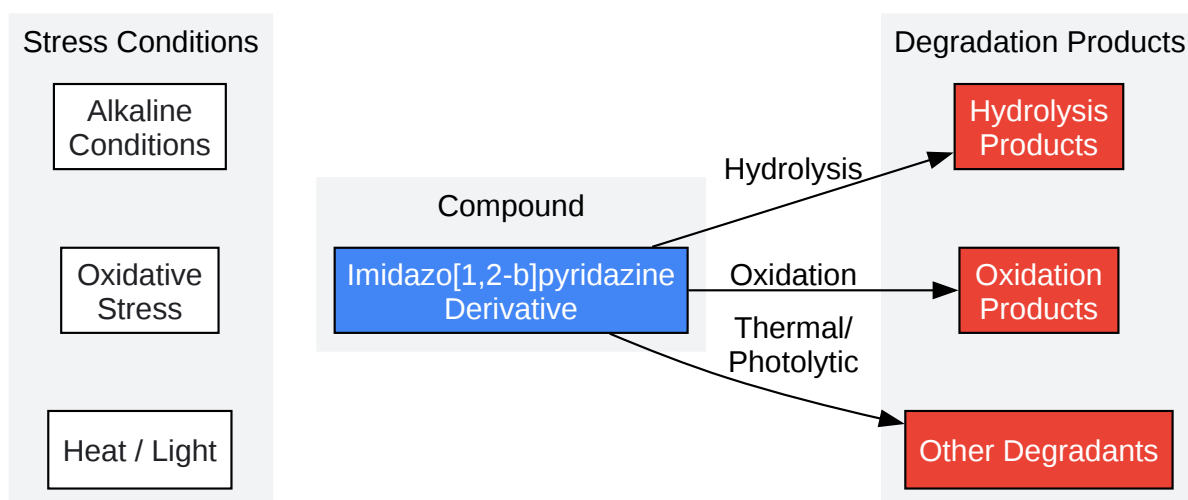 Stress Conditions
Alkaline
Conditions
Oxidative
Stress
Heat / Light
Compound
Imidazo[1,2-b]pyridazine
Derivative
Hydrolysis
Oxidation
Thermal/
Photolytic
Degradation Products
Hydrolysis
Products
Oxidation
Products
Other Degradants